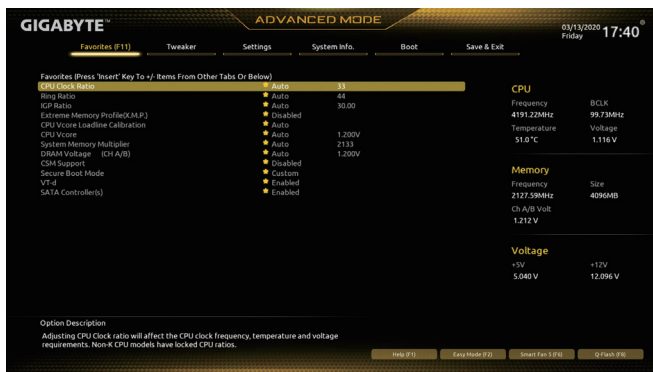 GIGABYTE™
ADVANCED MODE
03/13/2020 Friday 17:40
Favorites (F11) Tweaker Settings System Info. Boot Save & Exit
Favorites (Press 'Insert' Key To +/- Items From Other Tabs Or Below)
CPU Clock Ratio Auto 33
Ring Ratio Auto 44
IGP Ratio Auto 30.00
Extreme Memory Profile(X.M.P.) Disabled
CPU Vcore Loadline Calibration Auto
CPU Vcore Auto 1.200V
System Memory Multiplier Auto 2133
DRAM Voltage (CH A/B) Auto 1.200V
CSM Support Disabled
Secure Boot Mode Custom
VT-d Enabled
SATA Controller(s) Enabled
CPU
Frequency BCLK
4191.22MHz 99.73MHz
Temperature Voltage
51.0 °C 1.116 V
Memory
Frequency Size
2127.59MHz 4096MB
Ch A/B Volt
1.212 V
Voltage
+5V +12V
5.040 V 12.096 V
Option Description
Adjusting CPU Clock ratio will affect the CPU clock frequency, temperature and voltage
requirements. Non-K CPU models have locked CPU ratios.
Help (F1) Easy Mode (F2) Smart Fan 5 (F6) Q-Flash (F8)